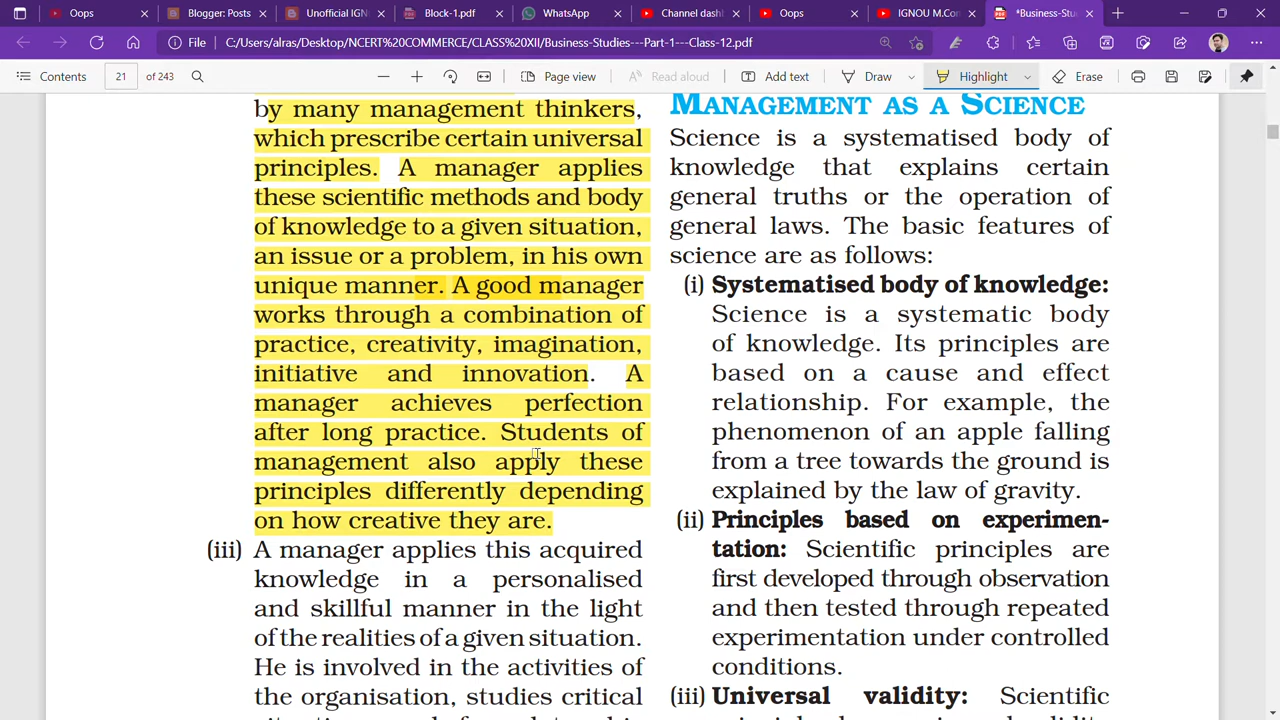 Oops
Blogger: Posts
Unofficial IGN
Block-1.pdf
WhatsApp
Channel dash
Oops
IGNOU M.Con
*Business-Stu
File
C:/Users/alras/Desktop/NCERT%20COMMERCE/CLASS%20XII/Business-Studies---Part-1---Class-12.pdf
Contents
21
of 243
Page view
Read aloud
Add text
Draw
Highlight
Erase
by many management thinkers,
which prescribe certain universal
principles. A manager applies
these scientific methods and body
of knowledge to a given situation,
an issue or a problem, in his own
unique manner. A good manager
works through a combination of
practice, creativity, imagination,
initiative and innovation. A
manager achieves perfection
after long practice. Students of
management also apply these
principles differently depending
on how creative they are.
(iii) A manager applies this acquired
knowledge in a personalised
and skillful manner in the light
of the realities of a given situation.
He is involved in the activities of
the organisation, studies critical
MANAGEMENT AS A SCIENCE
Science is a systematised body of
knowledge that explains certain
general truths or the operation of
general laws. The basic features of
science are as follows:
(i) Systematised body of knowledge:
Science is a systematic body
of knowledge. Its principles are
based on a cause and effect
relationship. For example, the
phenomenon of an apple falling
from a tree towards the ground is
explained by the law of gravity.
(ii) Principles based on experimen-
tation: Scientific principles are
first developed through observation
and then tested through repeated
experimentation under controlled
conditions.
(iii) Universal validity: Scientific